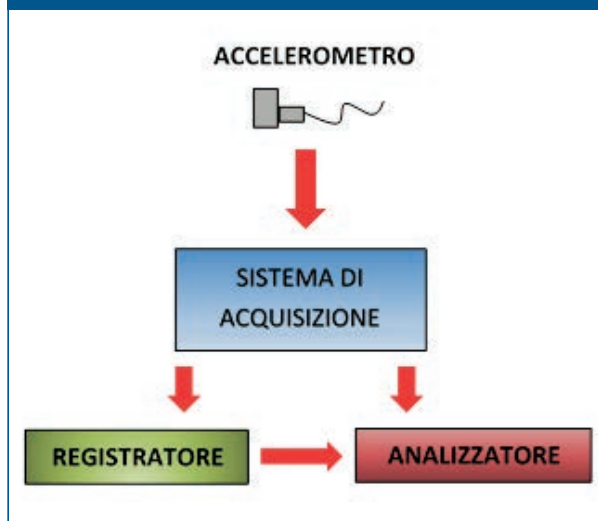 ACCELEROMETRO
SISTEMA DI
ACQUISIZIONE
REGISTRATORE
ANALIZZATORE